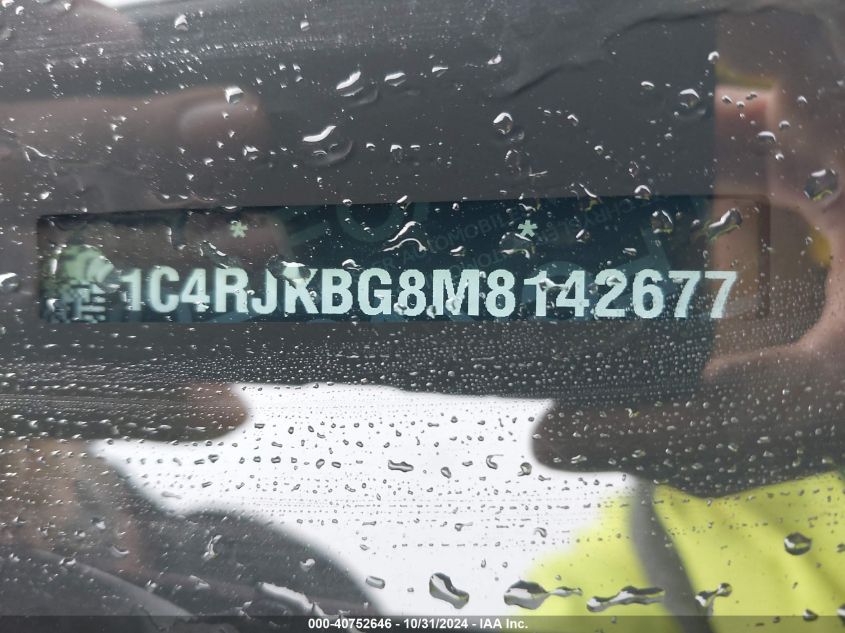 * *
1C4RJKBG8M8142677
000-40752646 - 10/31/2024 - IAA Inc.